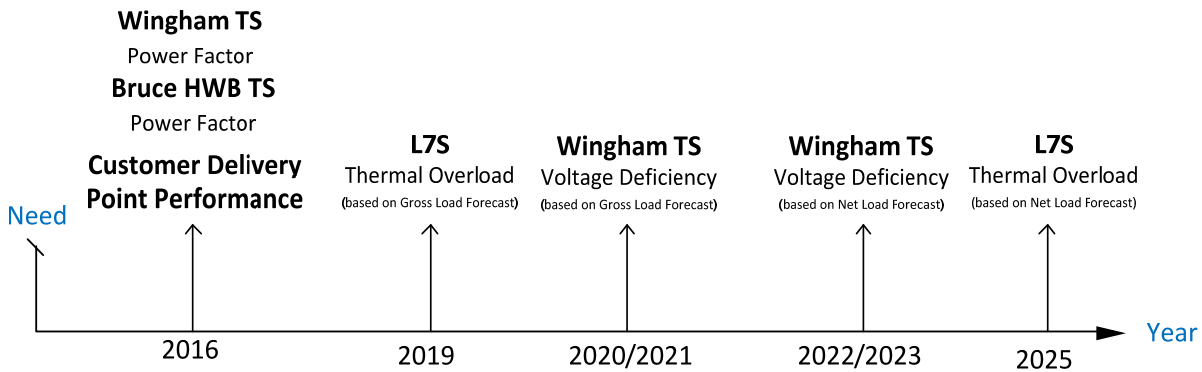 Wingham TS
Power Factor
Bruce HWB TS
Power Factor
Customer Delivery
Point Performance
L7S
Thermal Overload
(based on Gross Load Forecast)
Wingham TS
Voltage Deficiency
(based on Gross Load Forecast)
Wingham TS
Voltage Deficiency
(based on Net Load Forecast)
L7S
Thermal Overload
(based on Net Load Forecast)
Need
Year
2016
2019
2020/2021
2022/2023
2025